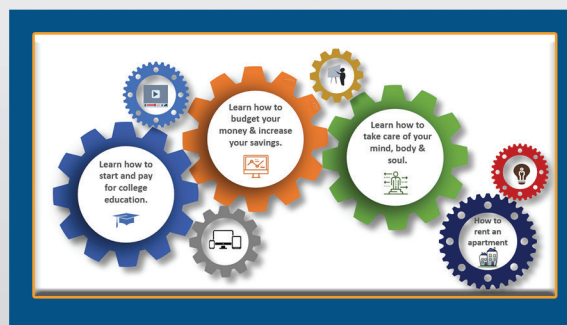 Learn how to
start and pay
for college
education.
Learn how to
budget your
money & increase
your savings.
Learn how to
take care of your
mind, body &
soul.
How to
rent an
apartment